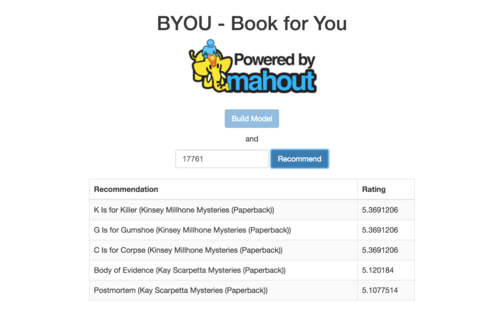 BYOU - Book for You
Powered by
mahout
Build Model
and
17761 Recommend
Recommendation Rating
K Is for Killer (Kinsey Millhone Mysteries (Paperback)) 5.3691206
G Is for Gumshoe (Kinsey Millhone Mysteries (Paperback)) 5.3691206
C Is for Corpse (Kinsey Millhone Mysteries (Paperback)) 5.3691206
Body of Evidence (Kay Scarpetta Mysteries (Paperback)) 5.120184
Postmortem (Kay Scarpetta Mysteries (Paperback)) 5.1077514